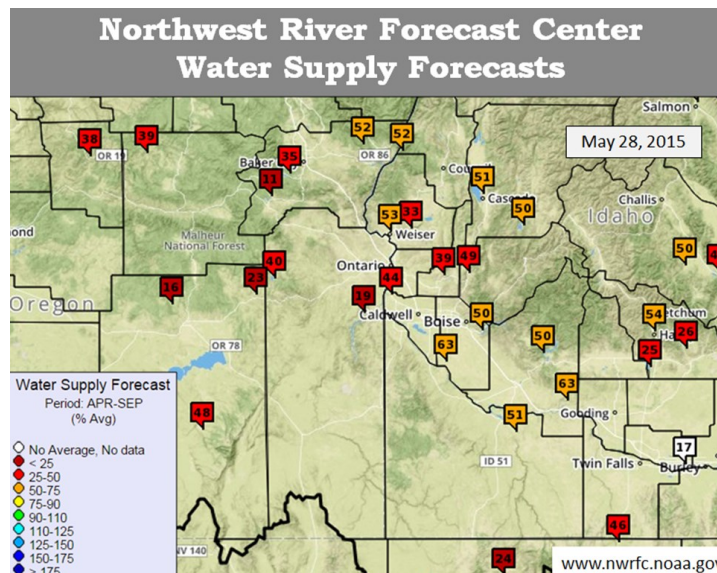 Northwest River Forecast Center
Water Supply Forecasts
Salmon
May 28, 2015
52
52
38
39
OR 19
OR 86
35
Baker
11
51
Cascade
50
Challis
Idaho
53
33
Weiser
Malheur
National Forest
50
40
39
49
Ontario
44
23
16
19
Oregon
Caldwell
Boise
50
54
26
50
25
63
OR 78
63
48
51
Gooding
17
ID 51
Twin Falls
Burley
46
NV 140
24
Water Supply Forecast
Period: APR-SEP
(% Avg)
No Average, No data
< 25
25-50
50-75
75-90
90-110
110-125
125-150
150-175
> 175
www.nwrfc.noaa.gov